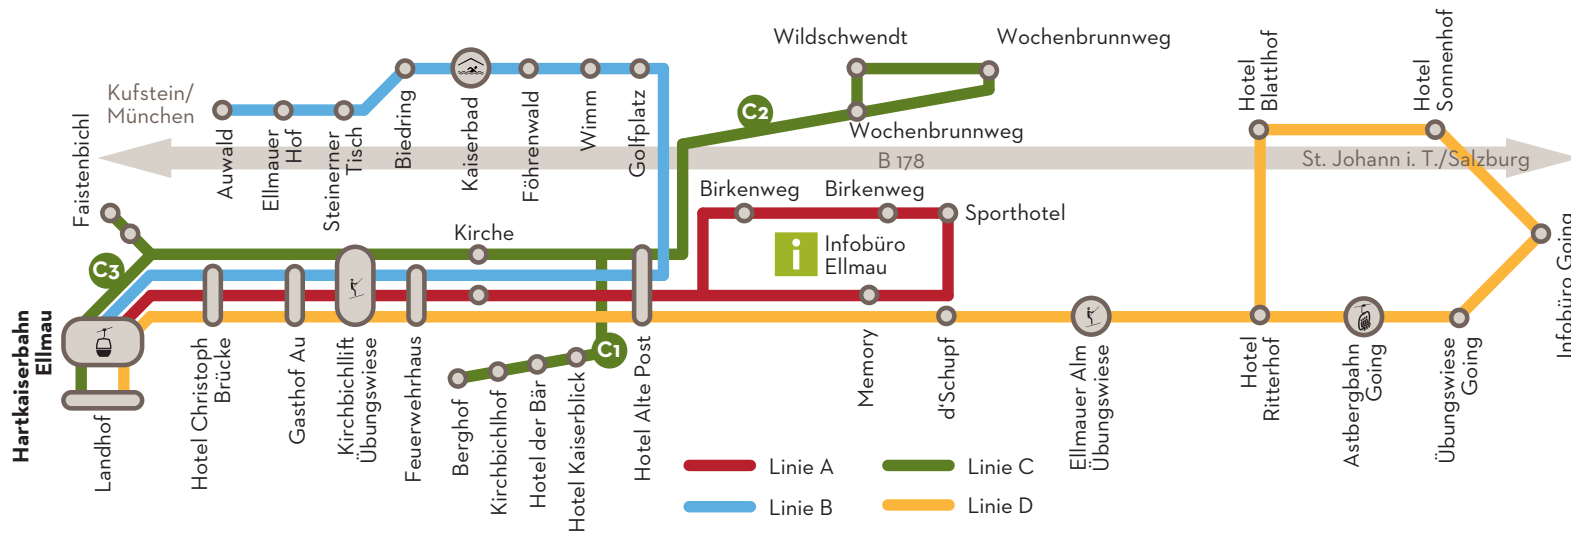 Kufstein/
München
Wildschwendt
Wochenbrunnweg
Hotel
Blattlhof
Hotel
Sonnenhof
C2
Wochenbrunnweg
B 178
St. Johann i. T./Salzburg
Faistenbichl
Auwald
Ellmauer
Hof
Steinerner
Tisch
Biedring
Kaiserbad
Föhrenwald
Wimm
Golfplatz
Birkenweg
Birkenweg
Sporthotel
Kirche
i
Infobüro
Ellmau
Infobüro Going
C3
C1
Hartkaiserbahn
Ellmau
Landhof
Hotel Christoph
Brücke
Gasthof Au
Kirchbichllift
Übungswiese
Feuerwehrhaus
Berghof
Kirchbichlhof
Hotel der Bär
Hotel Kaiserblick
Hotel Alte Post
Memory
d'Schupf
Ellmauer Alm
Übungswiese
Hotel
Ritterhof
Astbergbahn
Going
Übungswiese
Going
Linie A
Linie C
Linie B
Linie D